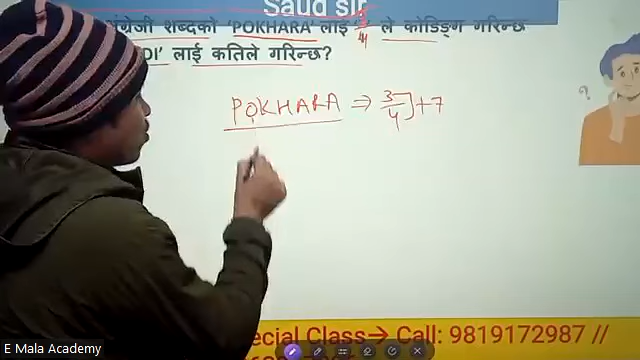 Saud sir
अंग्रेजी शब्दको ‘POKHARA’ लाई ‘3/4 ले कोडिङ्ग गरिन्छ
DI’ लाई कतिले गरिन्छ?
POKHARA ⇒ 3/4] +7
?
ecial Class→ Call: 9819172987 //
E Mala Academy